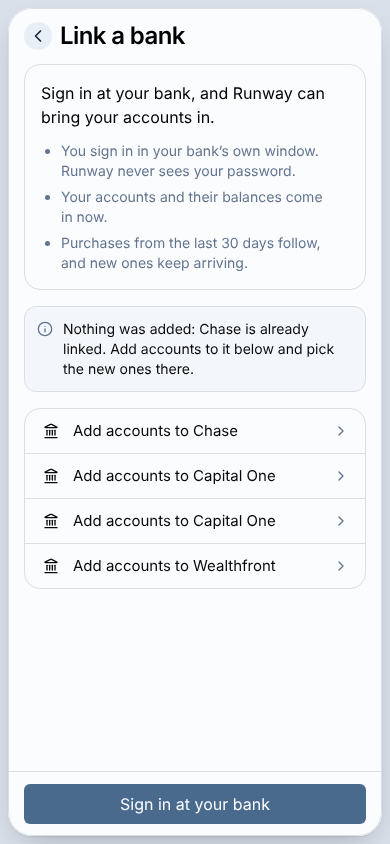 Link a bank
Sign in at your bank, and Runway can
bring your accounts in.
• You sign in in your bank’s own window.
Runway never sees your password.
• Your accounts and their balances come
in now.
• Purchases from the last 30 days follow,
and new ones keep arriving.
Nothing was added: Chase is already
linked. Add accounts to it below and pick
the new ones there.
Add accounts to Chase
Add accounts to Capital One
Add accounts to Capital One
Add accounts to Wealthfront
Sign in at your bank